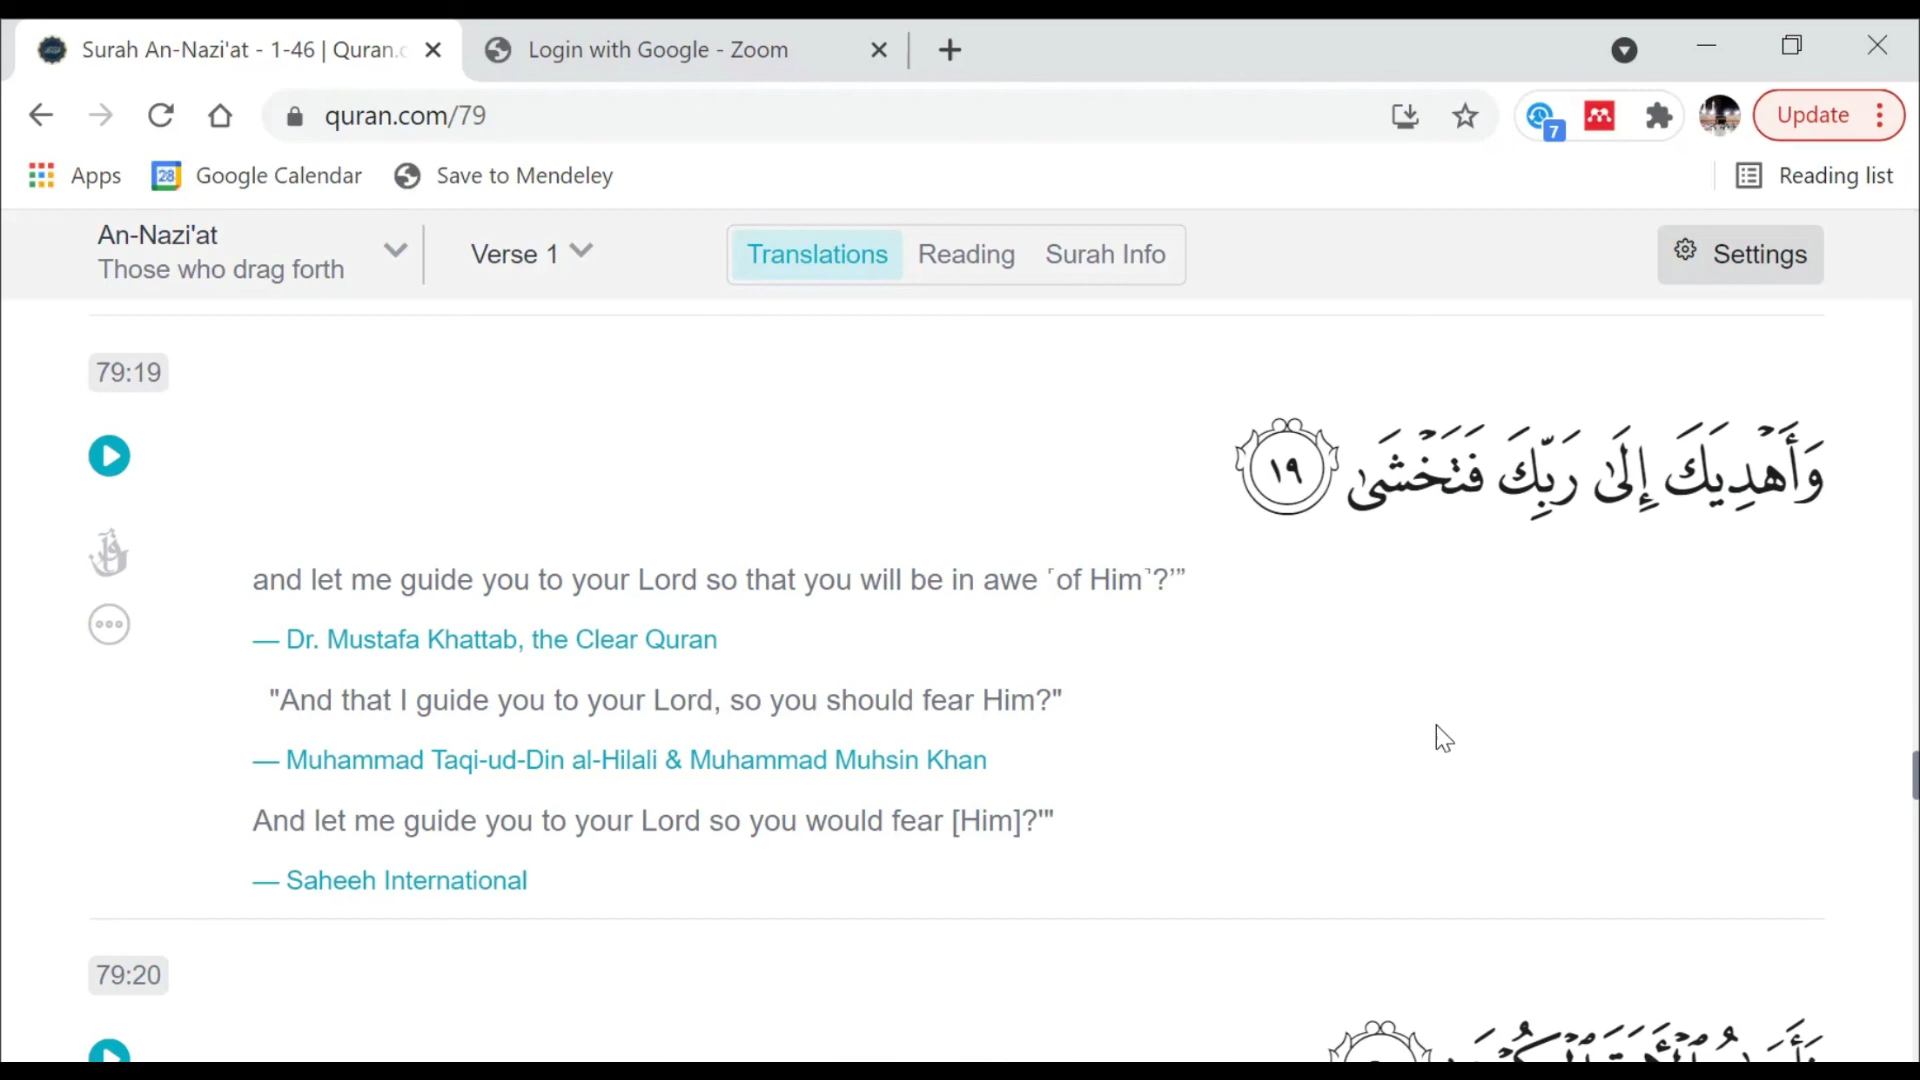 Surah An-Nazi'at - 1-46 | Quran.c
Login with Google - Zoom
quran.com/79
7
Update
Apps
28
Google Calendar
Save to Mendeley
Reading list
An-Nazi'at
Those who drag forth
Verse 1
Translations
Reading
Surah Info
Settings
79:19
وَأَهْدِيَكَ إِلَىٰ رَبِّكَ فَتَخْشَىٰ ١٩
and let me guide you to your Lord so that you will be in awe ˹of Him˺?’”
— Dr. Mustafa Khattab, the Clear Quran
"And that I guide you to your Lord, so you should fear Him?"
— Muhammad Taqi-ud-Din al-Hilali & Muhammad Muhsin Khan
And let me guide you to your Lord so you would fear [Him]?'"
— Saheeh International
79:20